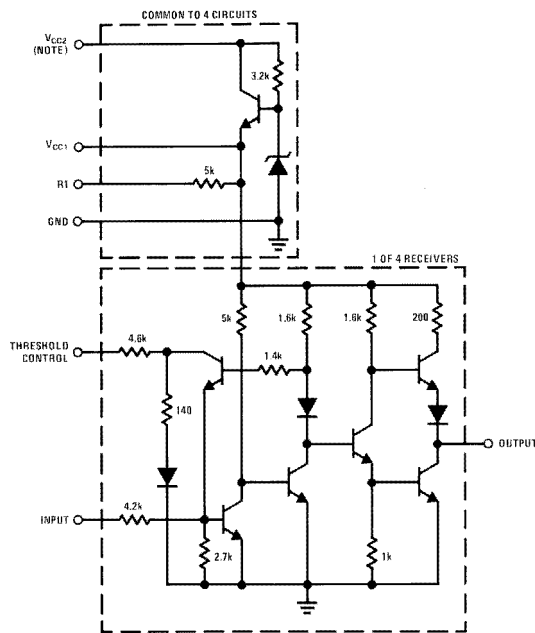 COMMON TO 4 CIRCUITS
VCC2
(NOTE)
3.2k
VCC1
R1
5k
GND
1 OF 4 RECEIVERS
5k
1.6k
1.6k
200
4.6k
THRESHOLD
CONTROL
1.4k
140
OUTPUT
4.2k
INPUT
2.7k
1k